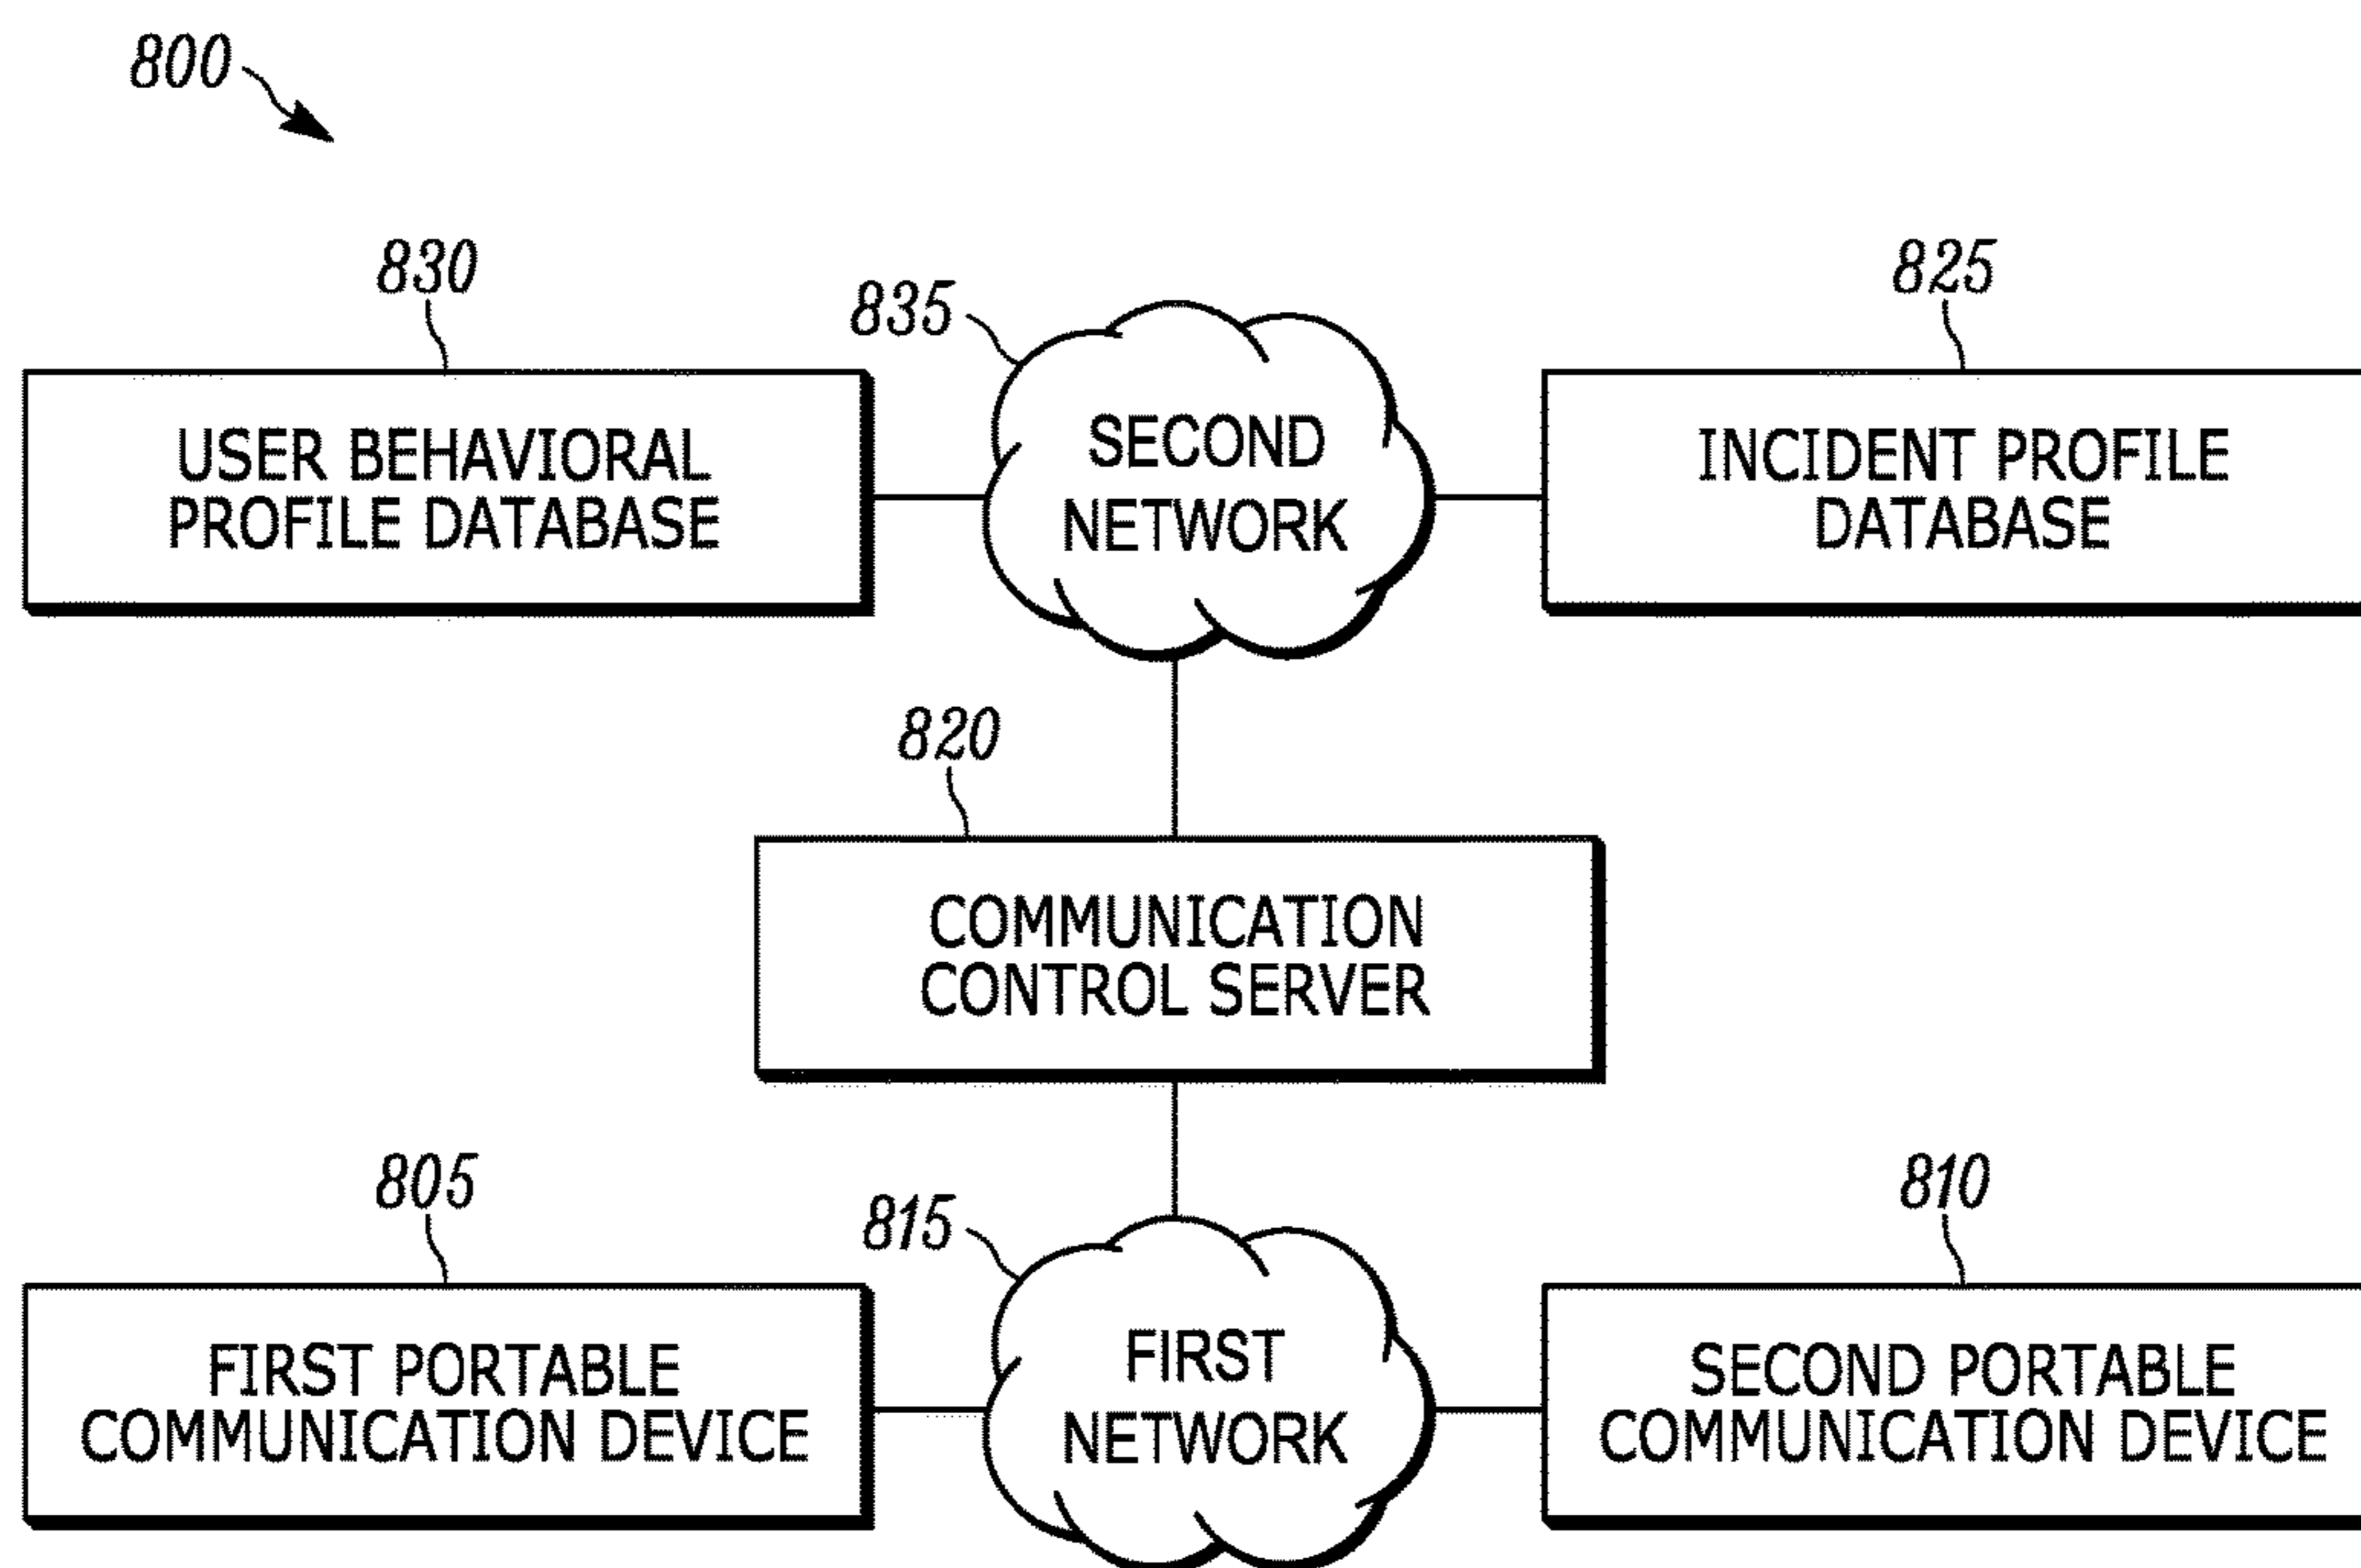 800
830
835
825
USER BEHAVIORAL
PROFILE DATABASE
SECOND
NETWORK
INCIDENT PROFILE
DATABASE
820
COMMUNICATION
CONTROL SERVER
805
815
810
FIRST PORTABLE
COMMUNICATION DEVICE
FIRST
NETWORK
SECOND PORTABLE
COMMUNICATION DEVICE